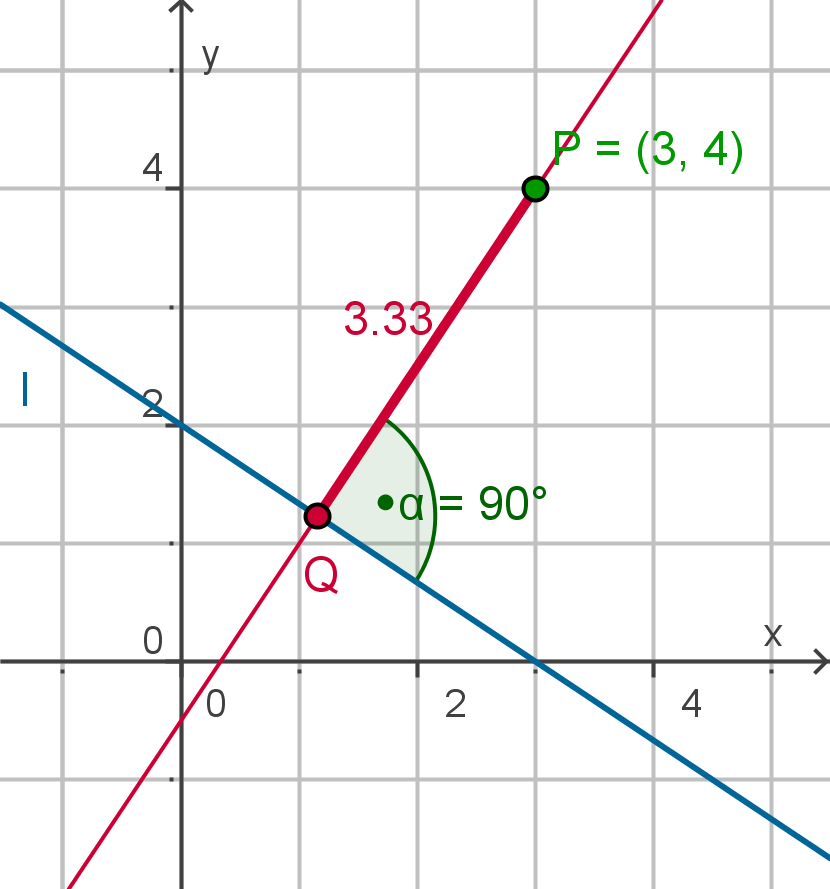 y
P = (3, 4)
4
3.33
l
2
α = 90°
Q
0
x
0
2
4